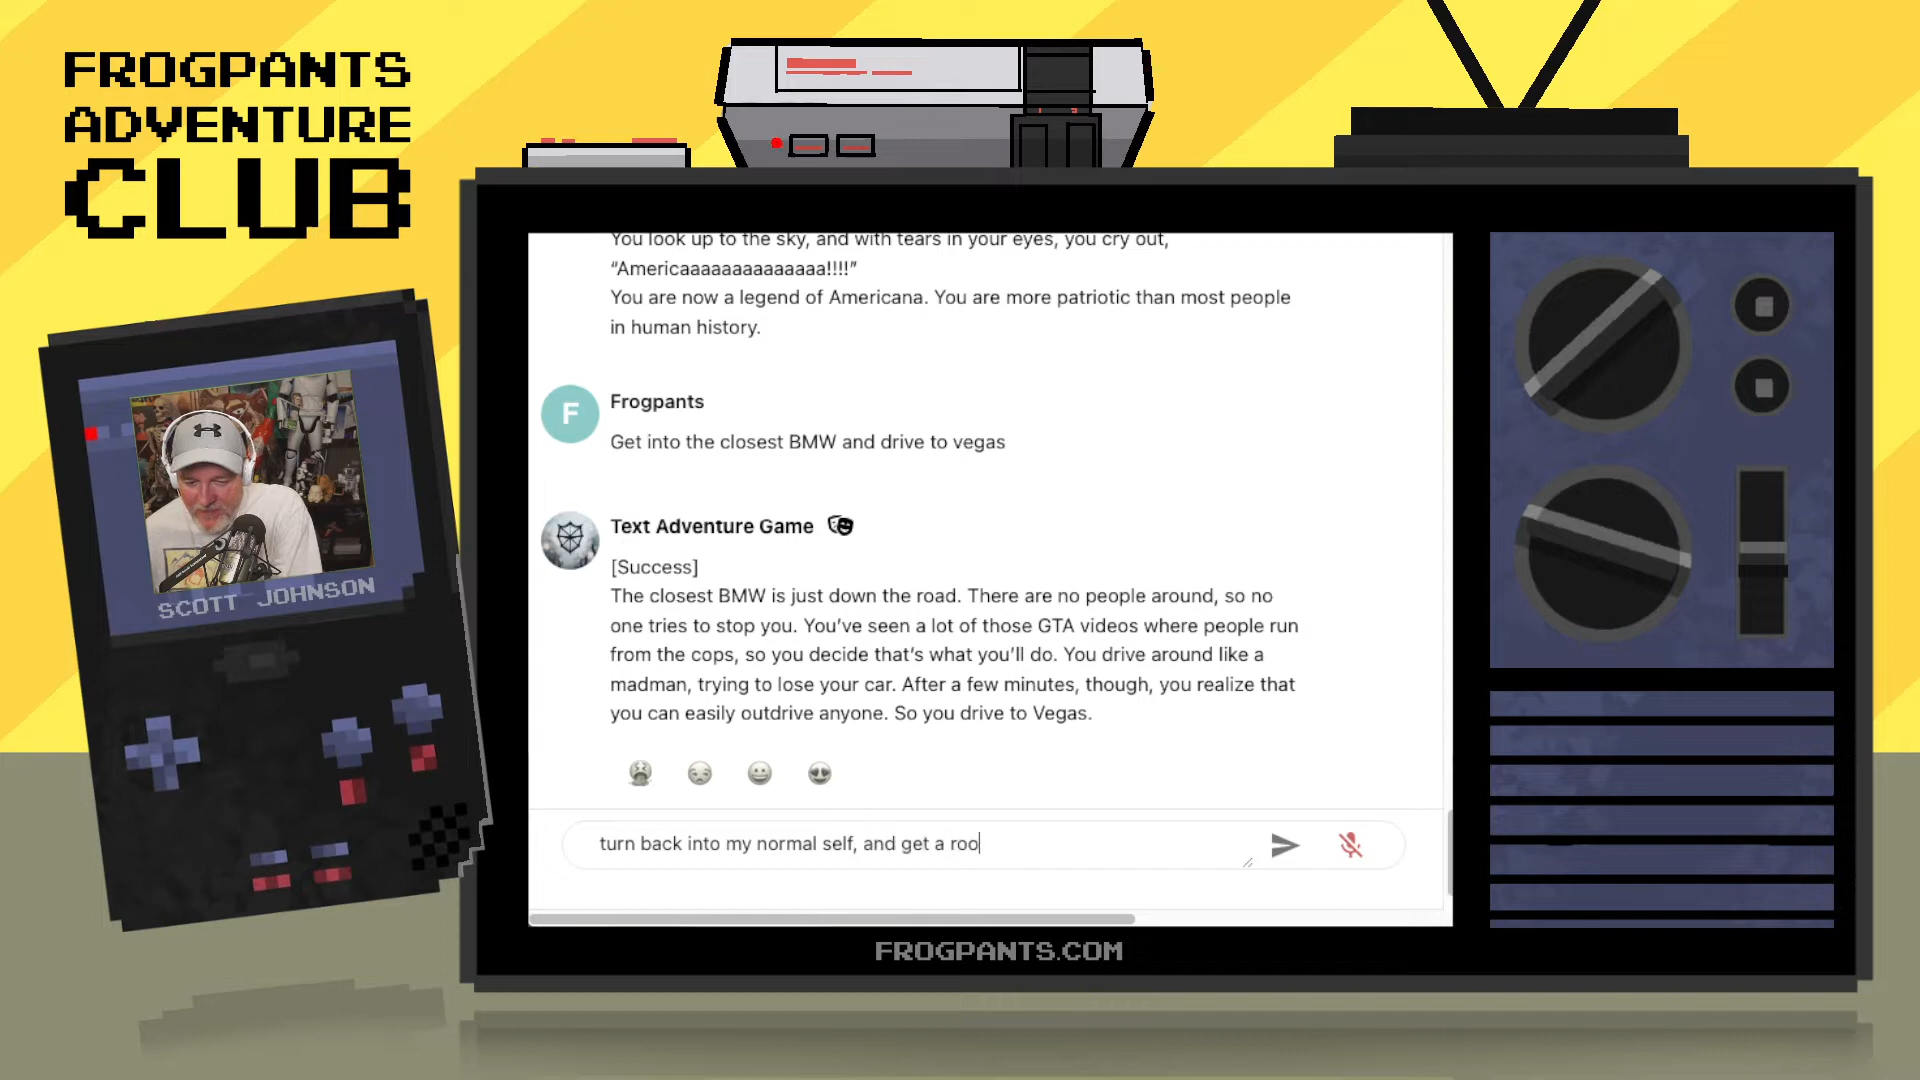 FROGPANTS
ADVENTURE
CLUB
You look up to the sky, and with tears in your eyes, you cry out,
“Americaaaaaaaaaaaaaa!!!!”
You are now a legend of Americana. You are more patriotic than most people
in human history.
F
Frogpants
Get into the closest BMW and drive to vegas
Text Adventure Game
[Success]
The closest BMW is just down the road. There are no people around, so no
one tries to stop you. You’ve seen a lot of those GTA videos where people run
from the cops, so you decide that’s what you’ll do. You drive around like a
madman, trying to lose your car. After a few minutes, though, you realize that
you can easily outdrive anyone. So you drive to Vegas.
turn back into my normal self, and get a roo
SCOTT JOHNSON
FROGPANTS.COM